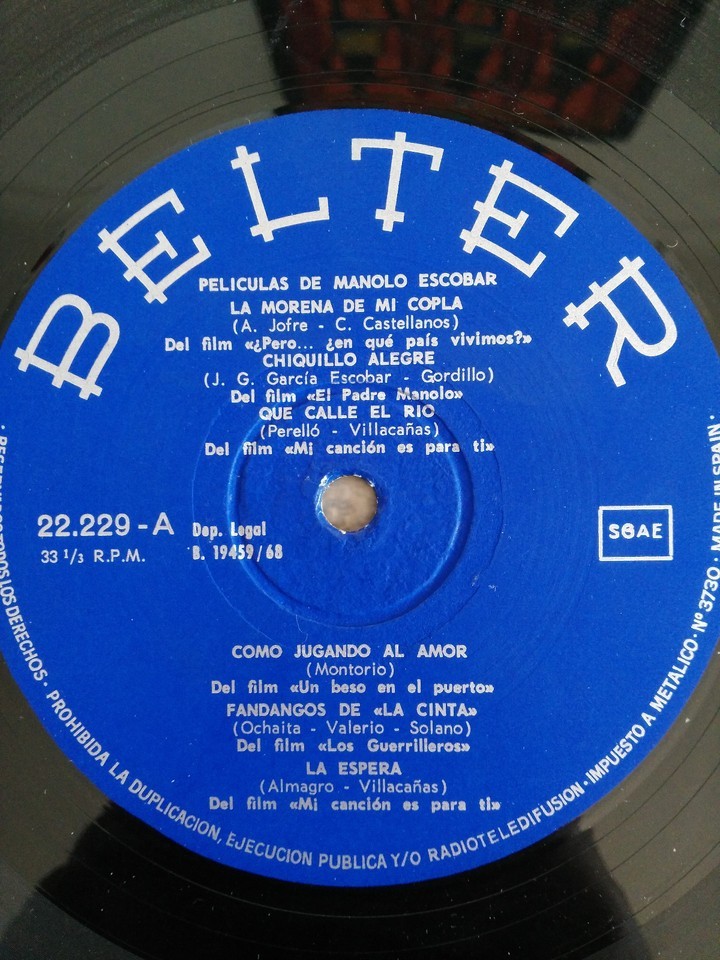 BELTER
PELICULAS DE MANOLO ESCOBAR
LA MORENA DE MI COPLA
(A. Jofre - C. Castellanos)
Del film «¿Pero... ¿en qué país vivimos?»
CHIQUILLO ALEGRE
(J. G. García Escobar - Gordillo)
Del film «El Padre Manolo»
QUE CALLE EL RIO
(Perelló - Villacañas)
Del film «Mi canción es para ti»
22.229 - A
33 1/3 R.P.M.
Dep. Legal
B. 19459/68
SGAE
COMO JUGANDO AL AMOR
(Montorio)
Del film «Un beso en el puerto»
FANDANGOS DE «LA CINTA»
(Ochaita - Valerio - Solano)
Del film «Los Guerrilleros»
LA ESPERA
(Almagro - Villacañas)
Del film «Mi canción es para ti»
LOS DERECHOS · PROHIBIDA LA DUPLICACION, EJECUCION PUBLICA Y/O RADIOTELEDIFUSION · IMPUESTO A METALICO · Nº 3730 · MADE IN SPAIN ·